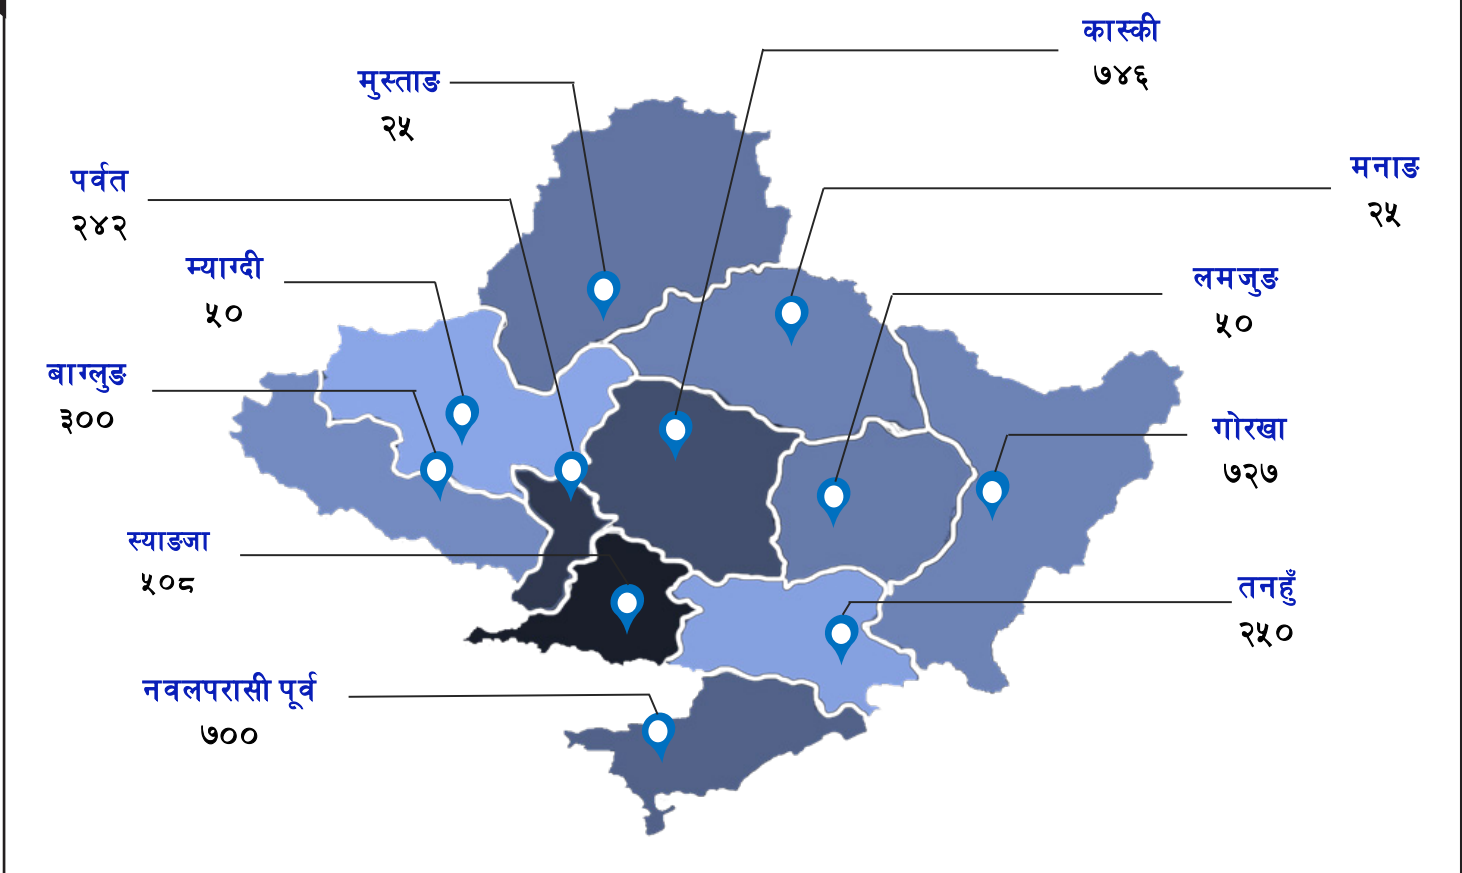 कास्की
७४६
मुस्ताङ
२५
मनाङ
२५
पर्वत
२४२
म्याग्दी
५०
लमजुङ
५०
बाग्लुङ
३००
गोरखा
७२७
स्याङजा
५०८
तनहुँ
२५०
नवलपरासी पूर्व
७००